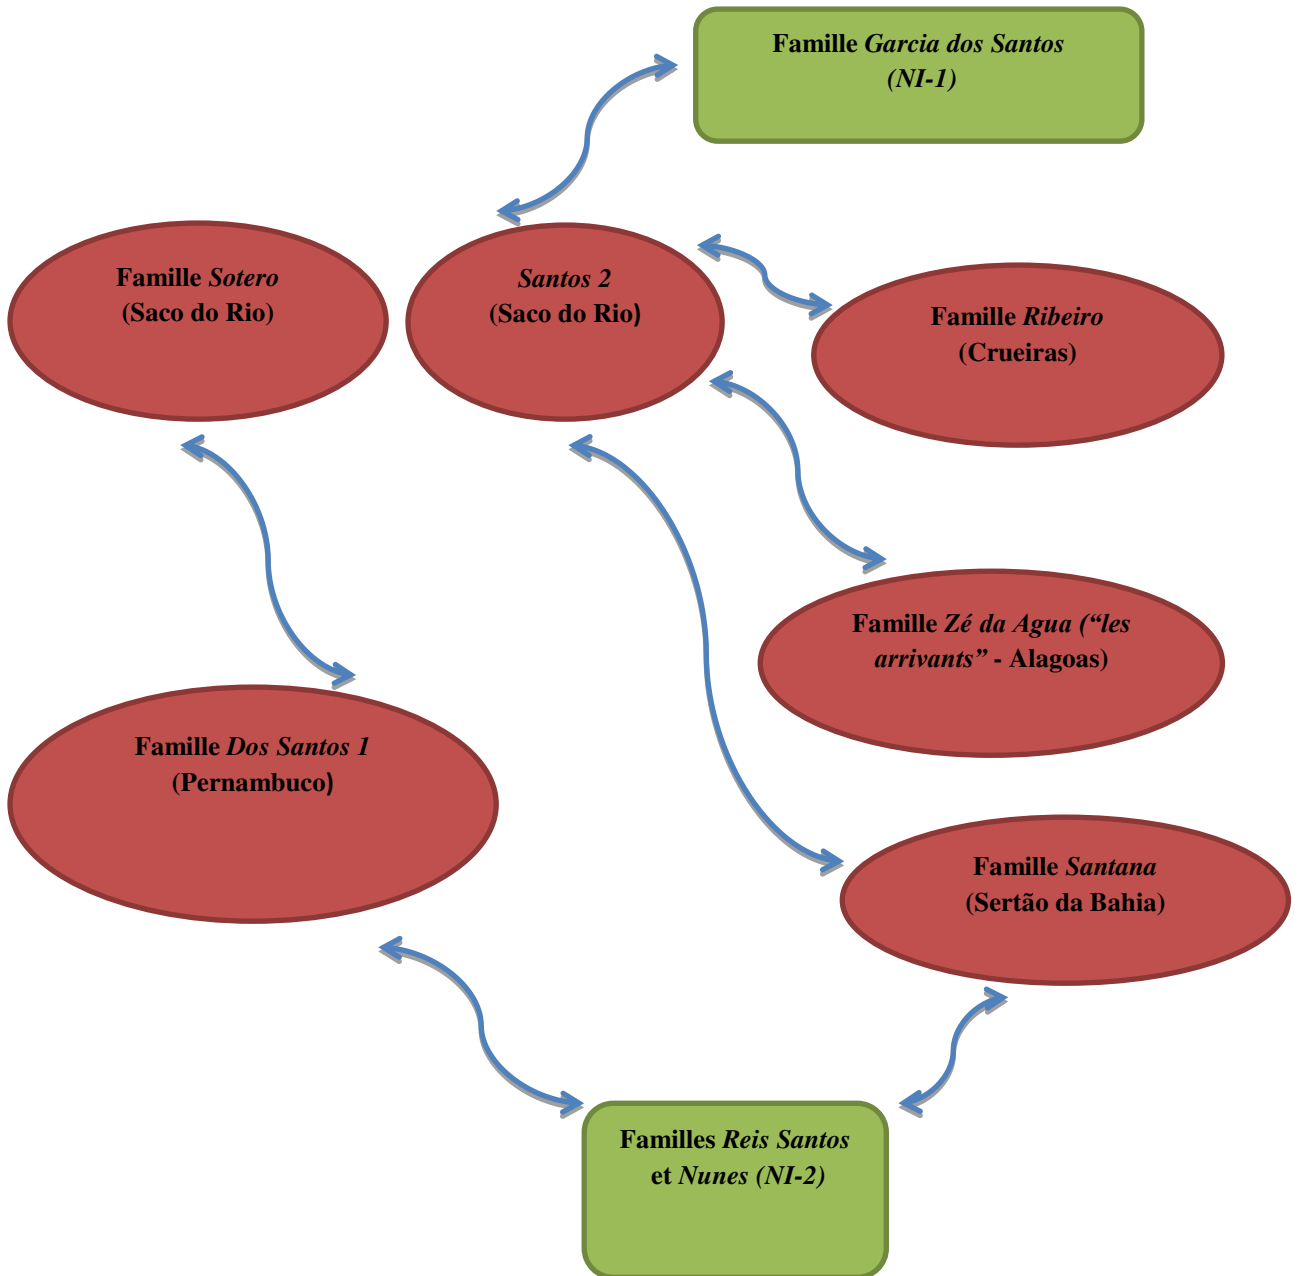 Famille Garcia dos Santos
(NI-1)
Famille Sotero
(Saco do Rio)
Santos 2
(Saco do Rio)
Famille Ribeiro
(Crueiras)
Famille Zé da Agua (“les
arrivants” - Alagoas)
Famille Dos Santos 1
(Pernambuco)
Famille Santana
(Sertão da Bahia)
Familles Reis Santos
et Nunes (NI-2)